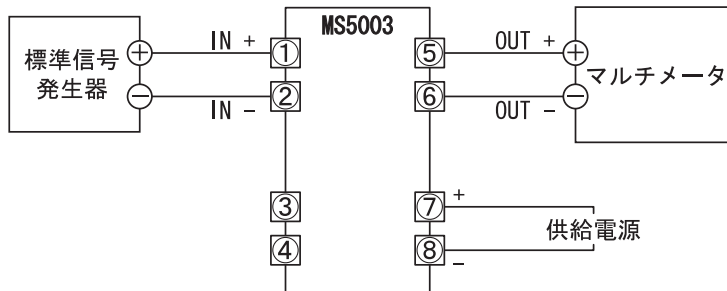 MS5003
標準信号
発生器
+
−
IN +
IN −
①
②
③
④
⑤
⑥
⑦
⑧
OUT +
OUT −
+
−
マルチメータ
+
−
供給電源